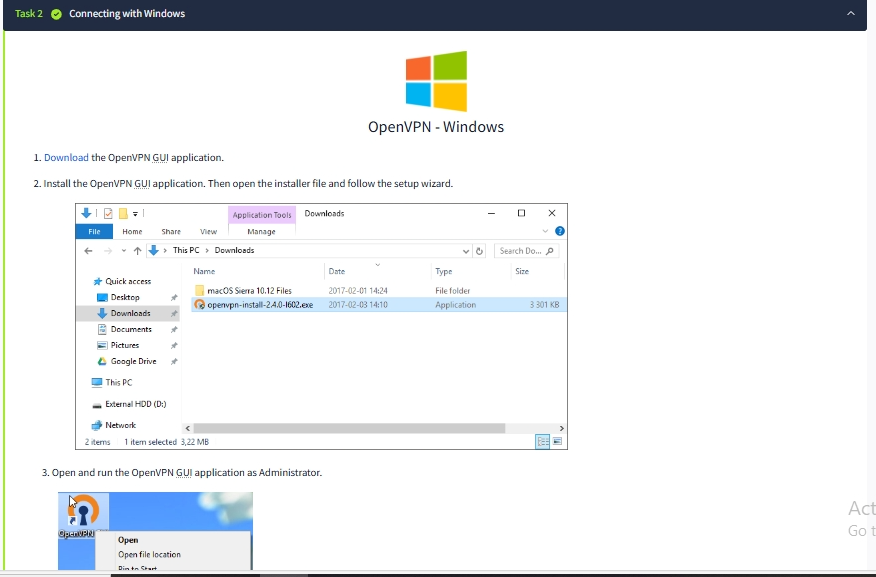 Task 2 Connecting with Windows
OpenVPN - Windows
1. Download the OpenVPN GUI application.
2. Install the OpenVPN GUI application. Then open the installer file and follow the setup wizard.
Application Tools Downloads
File Home Share View Manage
This PC > Downloads Search Do...
Name Date Type Size
Quick access
Desktop
Downloads
Documents
Pictures
Google Drive
This PC
External HDD (D:)
Network
macOS Sierra 10.12 Files 2017-02-01 14:24 File folder
openvpn-install-2.4.0-I602.exe 2017-02-03 14:10 Application 3 301 KB
2 items 1 item selected 3,22 MB
3. Open and run the OpenVPN GUI application as Administrator.
OpenVPN
Open
Open file location
Pin to Start
Act
Go t